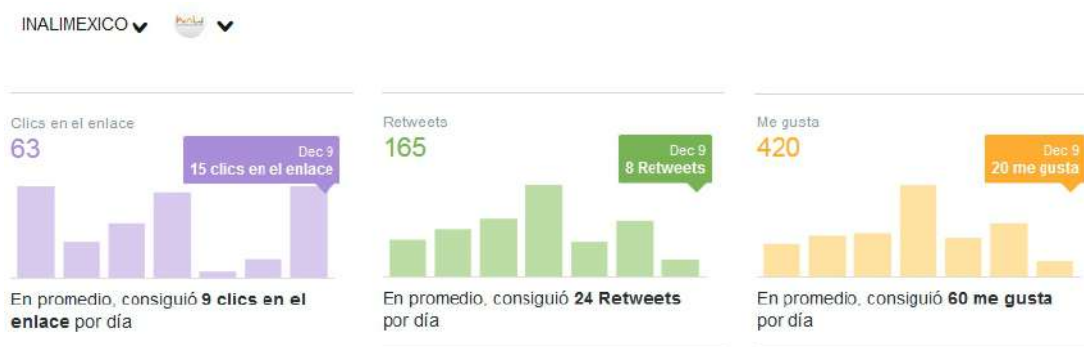 INALIMEXICO
Clics en el enlace
63
Dec 9
15 clics en el enlace
En promedio, consiguió 9 clics en el
enlace por día
Retweets
165
Dec 9
8 Retweets
En promedio, consiguió 24 Retweets
por día
Me gusta
420
Dec 9
20 me gusta
En promedio, consiguió 60 me gusta
por día